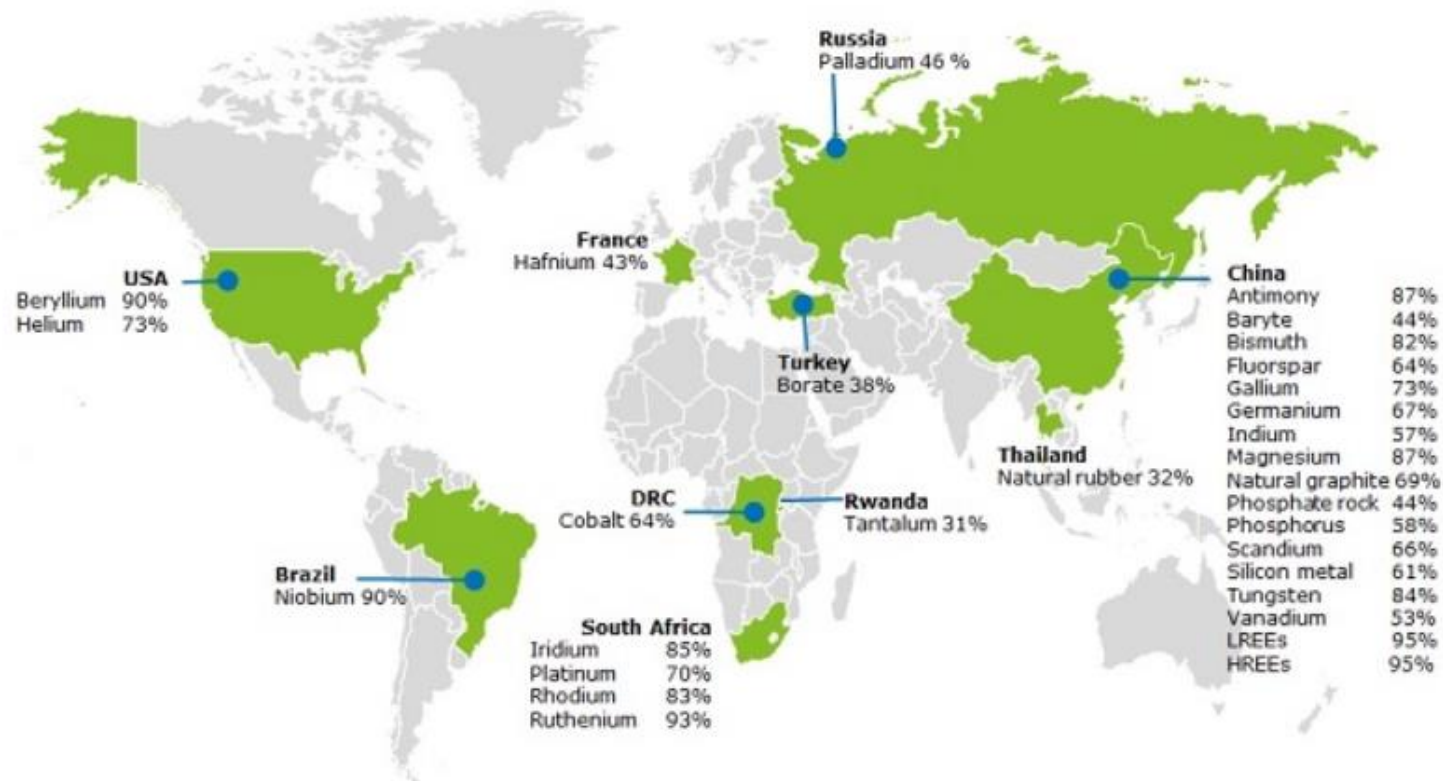 Russia
Palladium 46 %
France
Hafnium 43%
USA
Beryllium 90%
Helium 73%
China
Antimony 87%
Baryte 44%
Bismuth 82%
Fluorspar 64%
Gallium 73%
Germanium 67%
Indium 57%
Magnesium 87%
Natural graphite 69%
Phosphate rock 44%
Phosphorus 58%
Scandium 66%
Silicon metal 61%
Tungsten 84%
Vanadium 53%
LREEs 95%
HREEs 95%
Turkey
Borate 38%
Thailand
Natural rubber 32%
DRC
Cobalt 64%
Rwanda
Tantalum 31%
Brazil
Niobium 90%
South Africa
Iridium 85%
Platinum 70%
Rhodium 83%
Ruthenium 93%